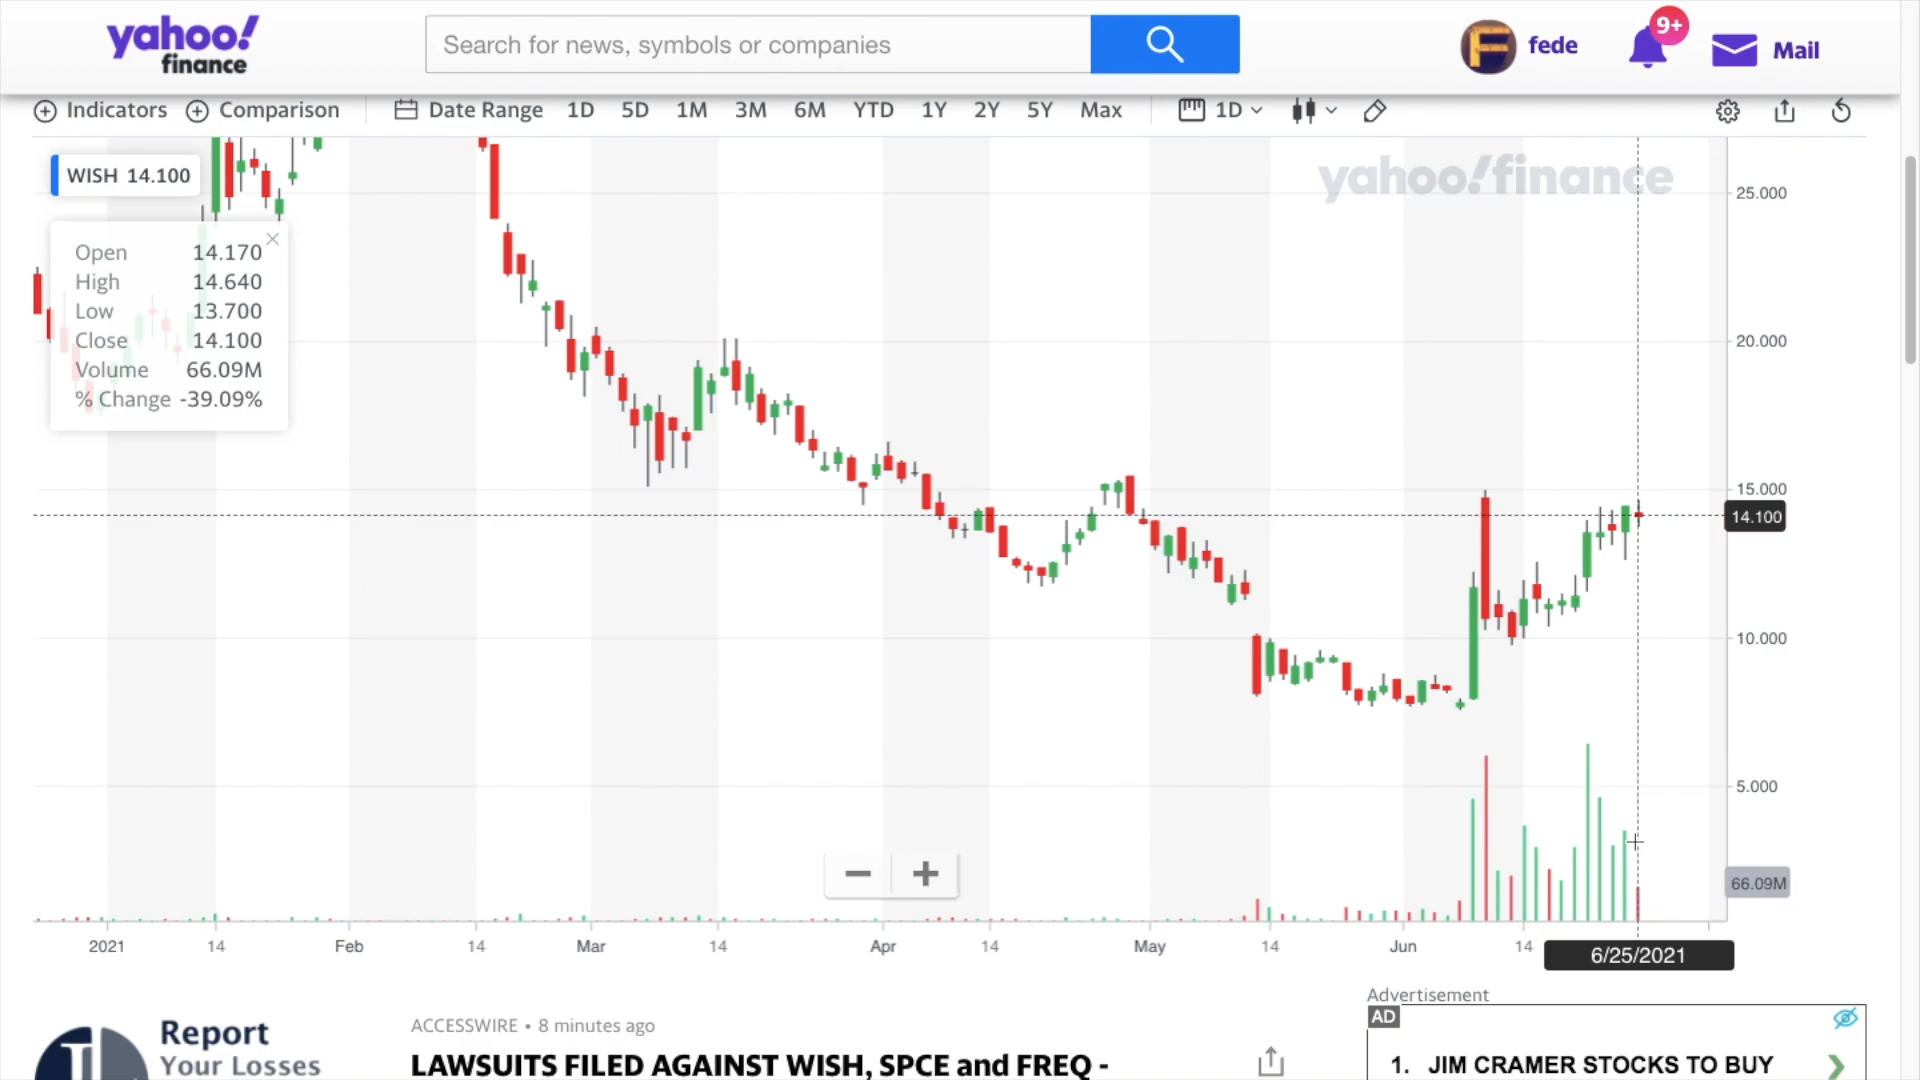 yahoo!
finance
Search for news, symbols or companies
fede
9+
Mail
Indicators
Comparison
Date Range
1D
5D
1M
3M
6M
YTD
1Y
2Y
5Y
Max
1D
yahoo!finance
WISH 14.100
Open 14.170
High 14.640
Low 13.700
Close 14.100
Volume 66.09M
% Change -39.09%
25.000
20.000
15.000
14.100
10.000
5.000
66.09M
2021
14
Feb
14
Mar
14
Apr
14
May
14
Jun
14
6/25/2021
Report
Your Losses
ACCESSWIRE • 8 minutes ago
LAWSUITS FILED AGAINST WISH, SPCE and FREQ -
Advertisement
AD
1. JIM CRAMER STOCKS TO BUY